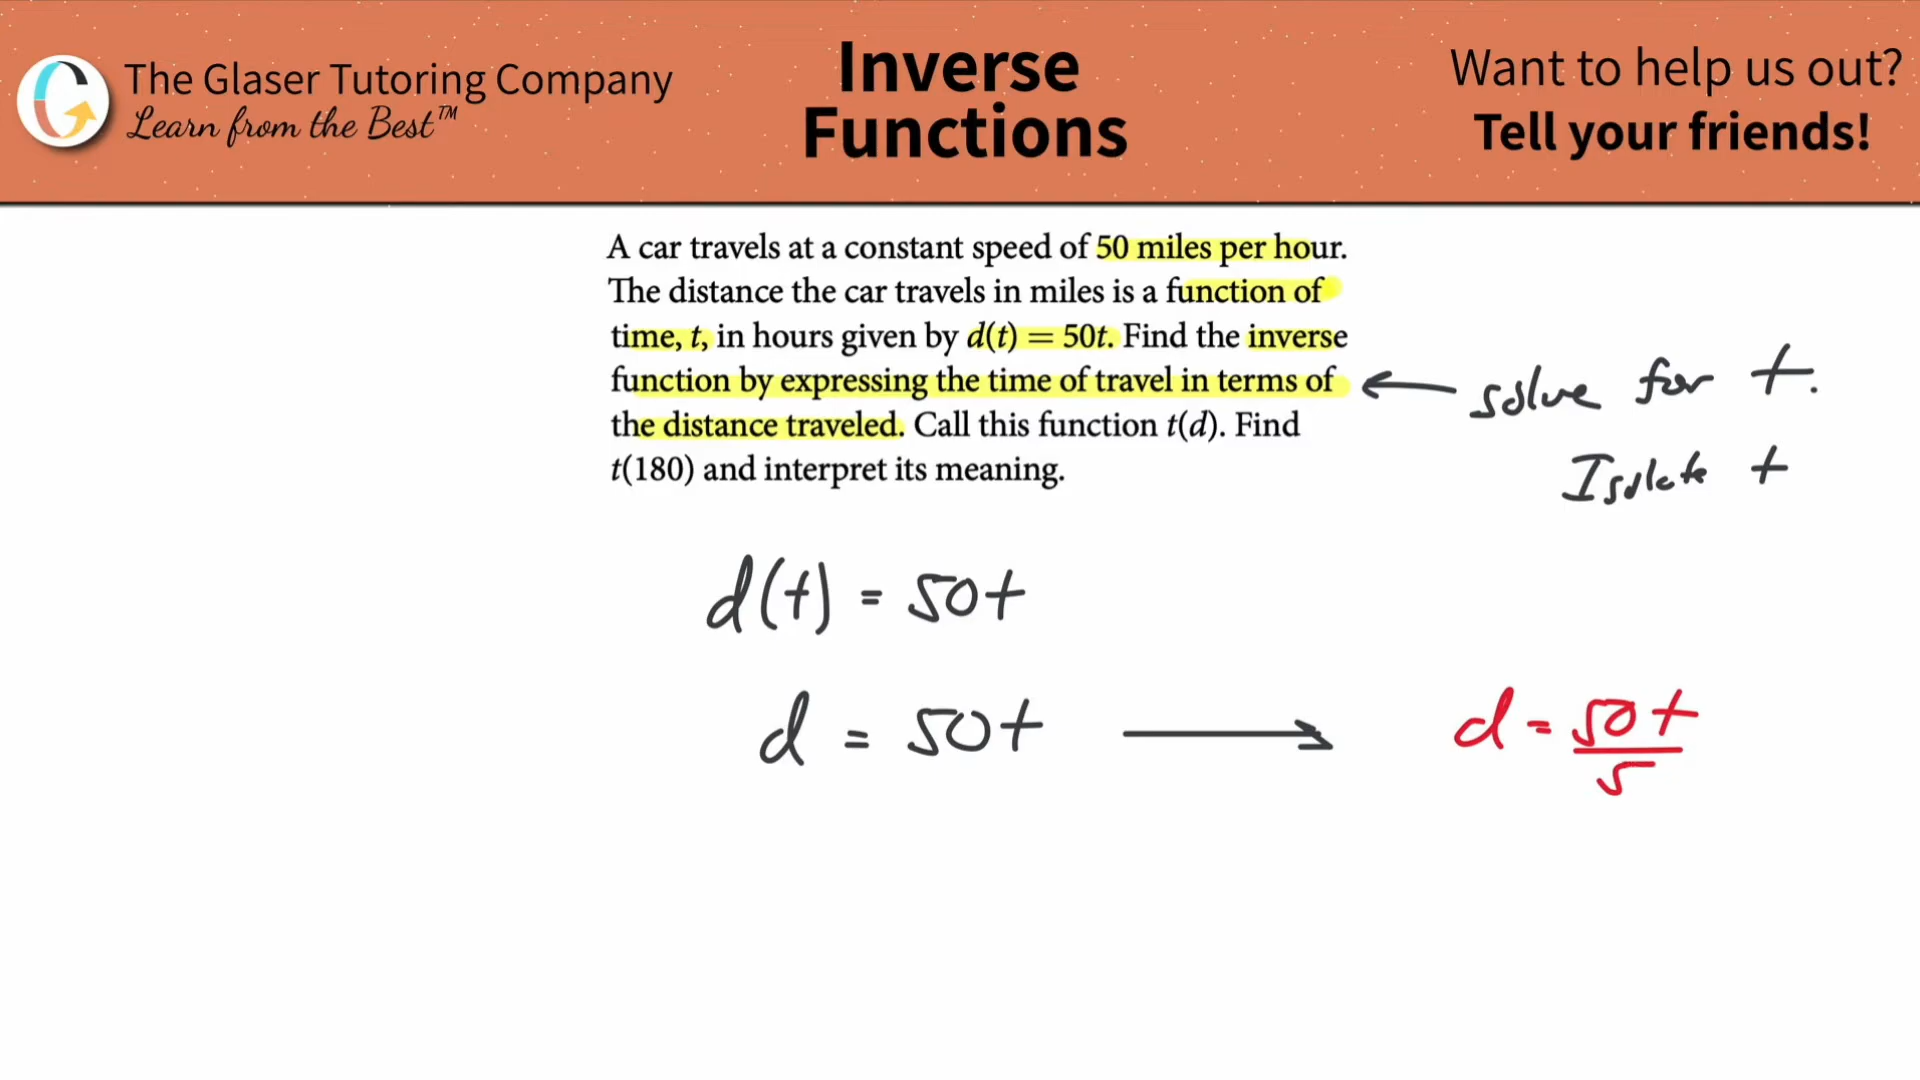 The Glaser Tutoring Company
Learn from the Best™
Inverse
Functions
Want to help us out?
Tell your friends!
A car travels at a constant speed of 50 miles per hour.
The distance the car travels in miles is a function of
time, t, in hours given by d(t) = 50t. Find the inverse
function by expressing the time of travel in terms of
the distance traveled. Call this function t(d). Find
t(180) and interpret its meaning.
← solve for t.
Isolate t
d(t) = 50t
d = 50t → d = 50t
5